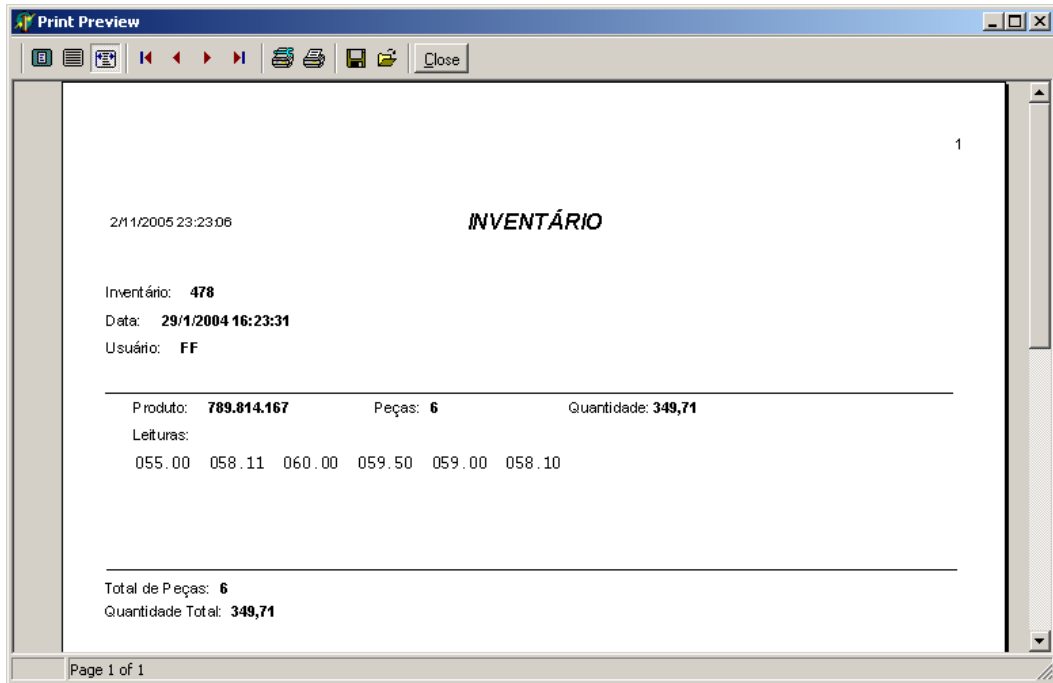 Print Preview
Close
1
2/11/2005 23:23:06 INVENTÁRIO
Inventário: 478
Data: 29/1/2004 16:23:31
Usuário: FF
Produto: 789.814.167 Peças: 6 Quantidade: 349,71
Leituras:
055.00 058.11 060.00 059.50 059.00 058.10
Total de Peças: 6
Quantidade Total: 349,71
Page 1 of 1